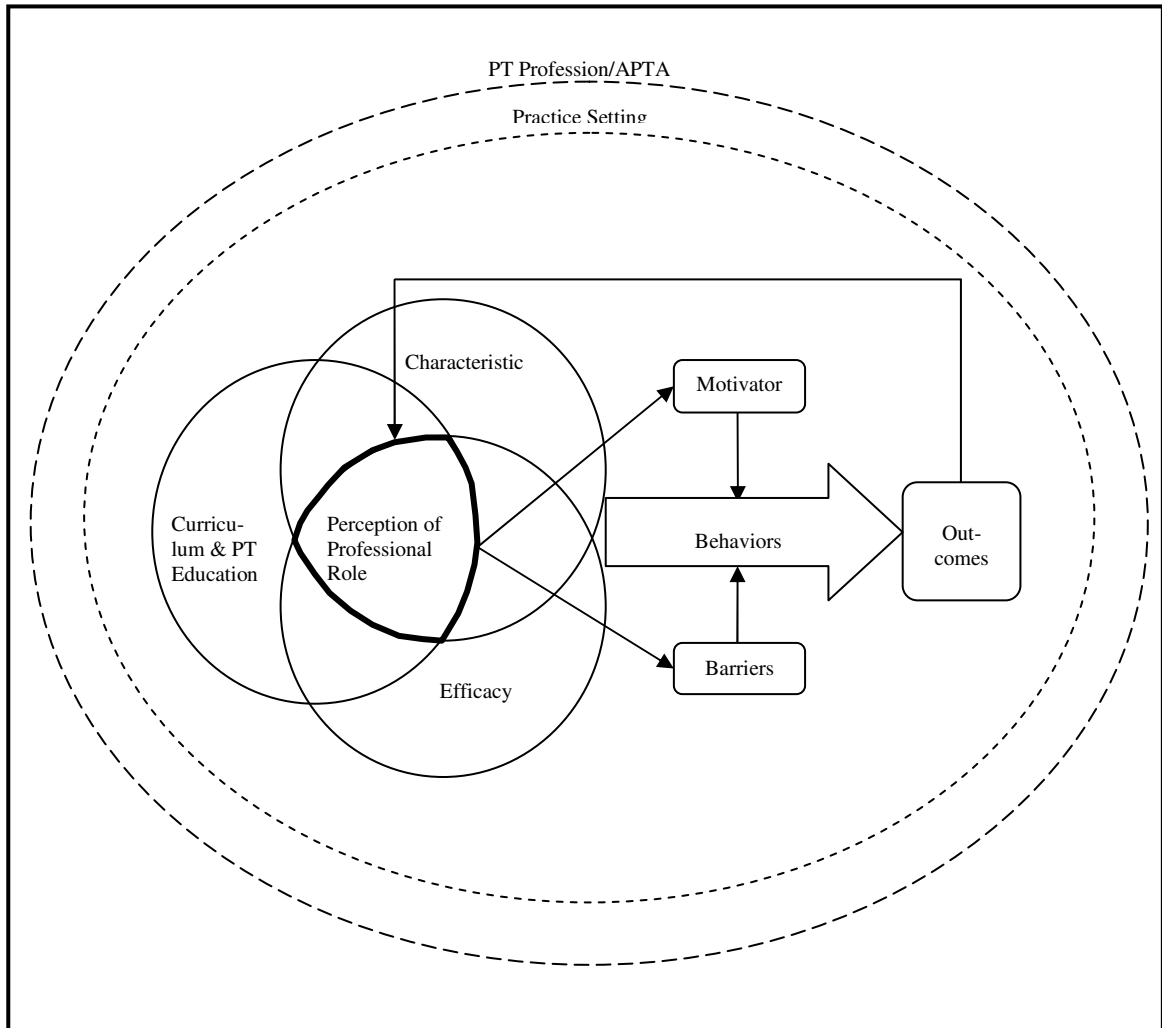 PT Profession/APTA
Practice Setting
Characteristic
Motivator
Curricu-
lum & PT
Education
Perception of
Professional
Role
Behaviors
Out-
comes
Efficacy
Barriers